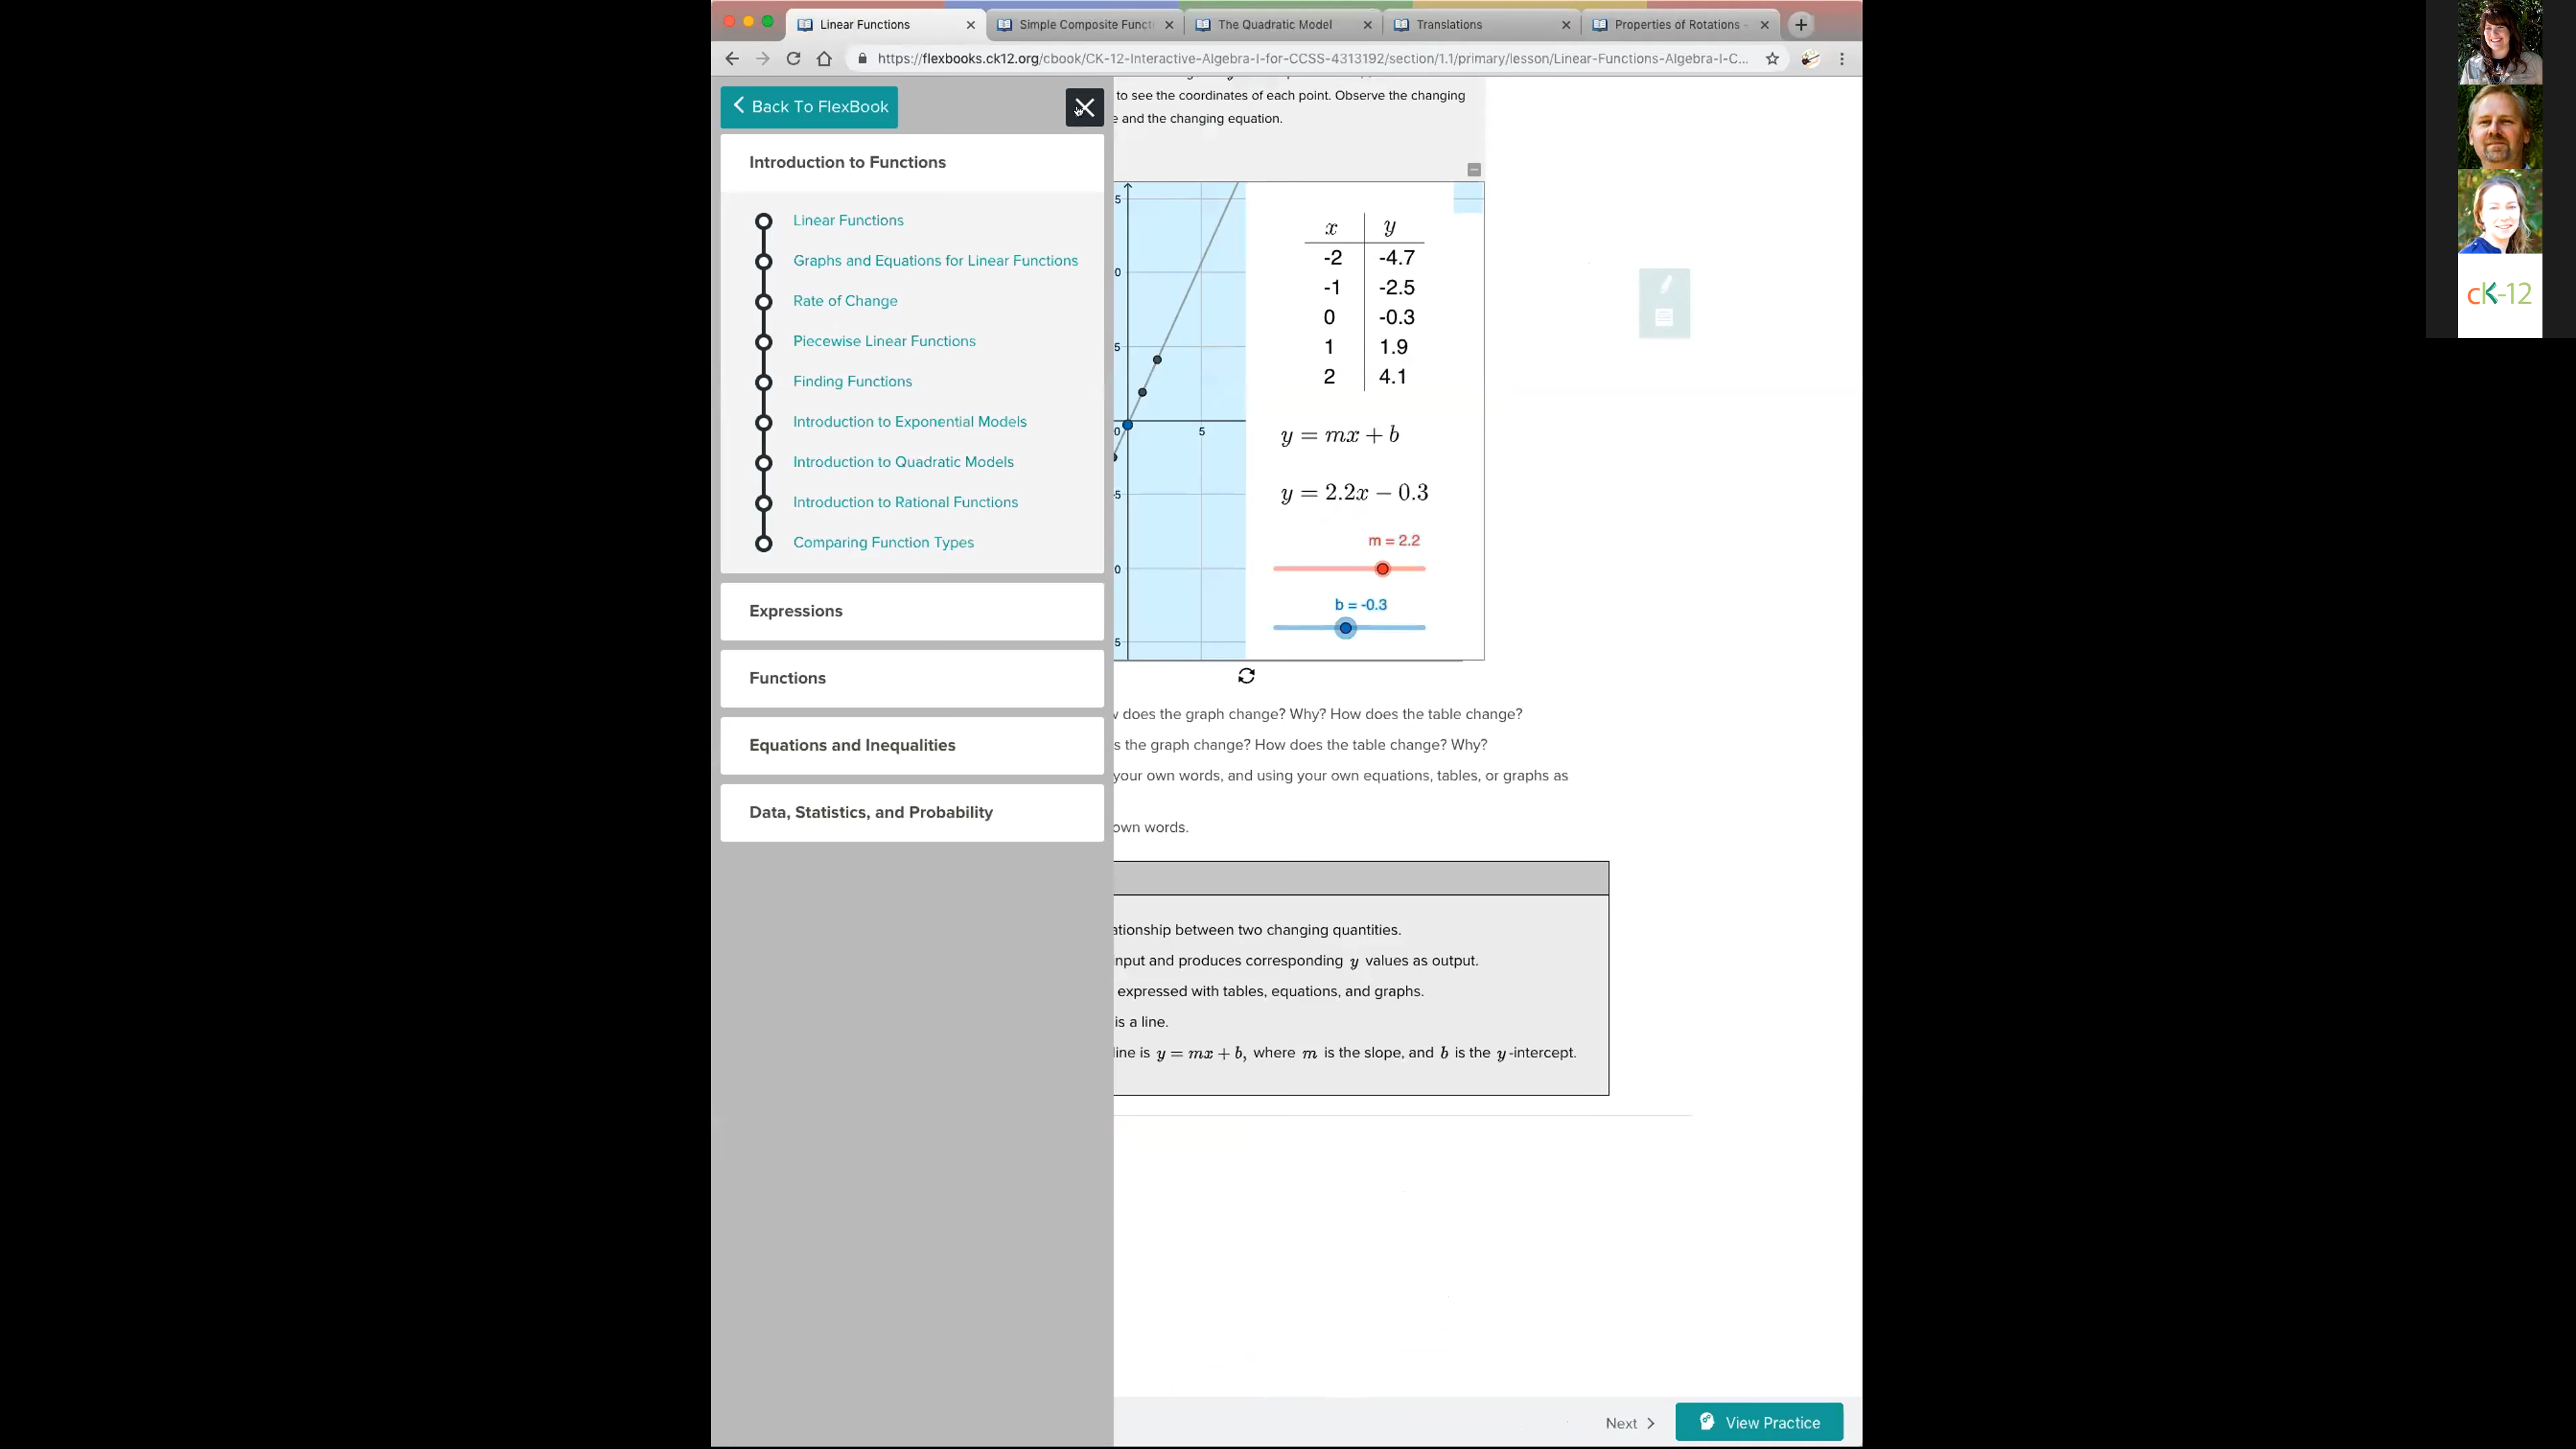 Linear Functions
Simple Composite Funct
The Quadratic Model
Translations
Properties of Rotations -
https://flexbooks.ck12.org/cbook/CK-12-Interactive-Algebra-I-for-CCSS-4313192/section/1.1/primary/lesson/Linear-Functions-Algebra-I-C...
Back To FlexBook
Introduction to Functions
Linear Functions
Graphs and Equations for Linear Functions
Rate of Change
Piecewise Linear Functions
Finding Functions
Introduction to Exponential Models
Introduction to Quadratic Models
Introduction to Rational Functions
Comparing Function Types
Expressions
Functions
Equations and Inequalities
Data, Statistics, and Probability
to see the coordinates of each point. Observe the changing
e and the changing equation.
5
0
5
0
5
5
0
5
x y
-2 -4.7
-1 -2.5
0 -0.3
1 1.9
2 4.1
y = mx + b
y = 2.2x − 0.3
m = 2.2
b = -0.3
does the graph change? Why? How does the table change?
s the graph change? How does the table change? Why?
your own words, and using your own equations, tables, or graphs as
own words.
ationship between two changing quantities.
nput and produces corresponding y values as output.
expressed with tables, equations, and graphs.
is a line.
line is y = mx + b, where m is the slope, and b is the y-intercept.
Next
View Practice
cK-12